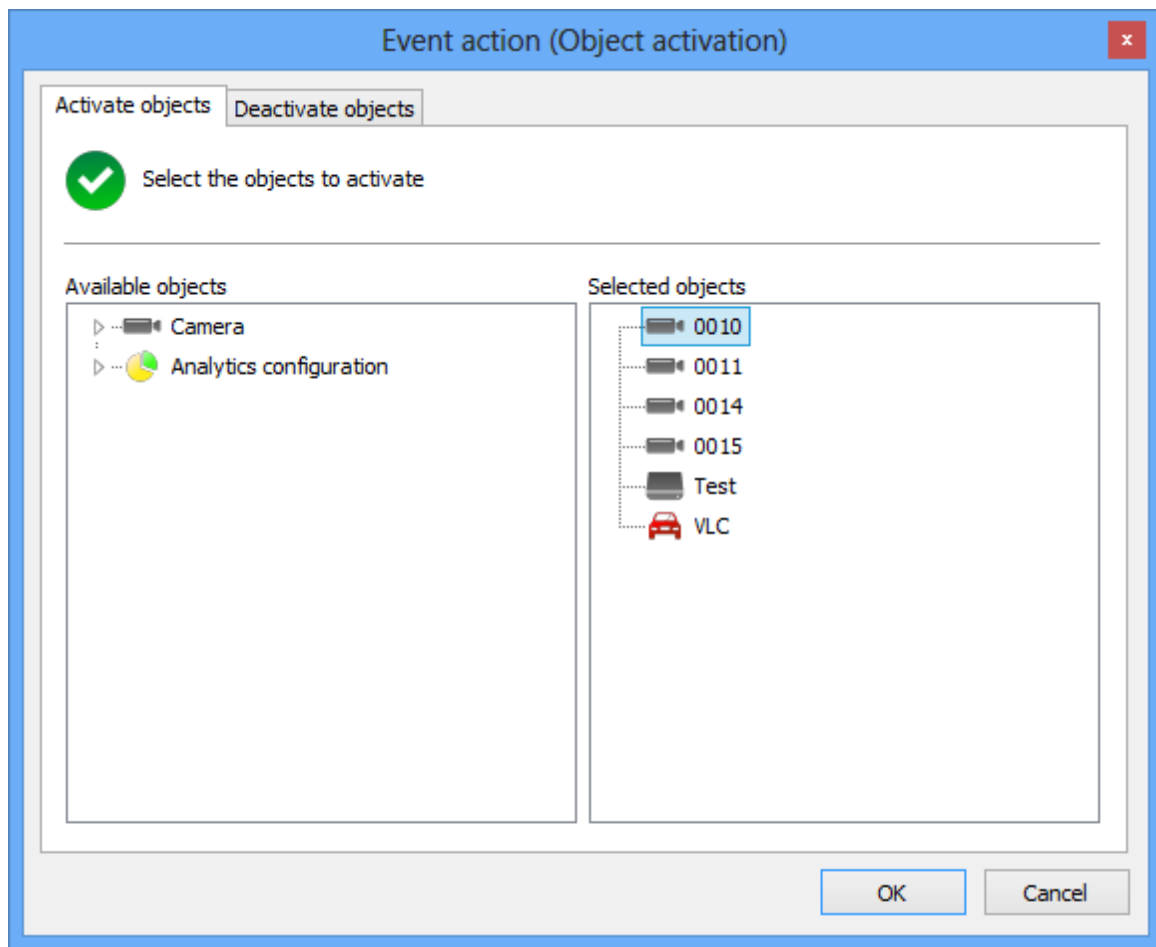 Event action (Object activation)
x
Activate objects
Deactivate objects
Select the objects to activate
Available objects
Camera
Analytics configuration
Selected objects
0010
0011
0014
0015
Test
VLC
OK
Cancel